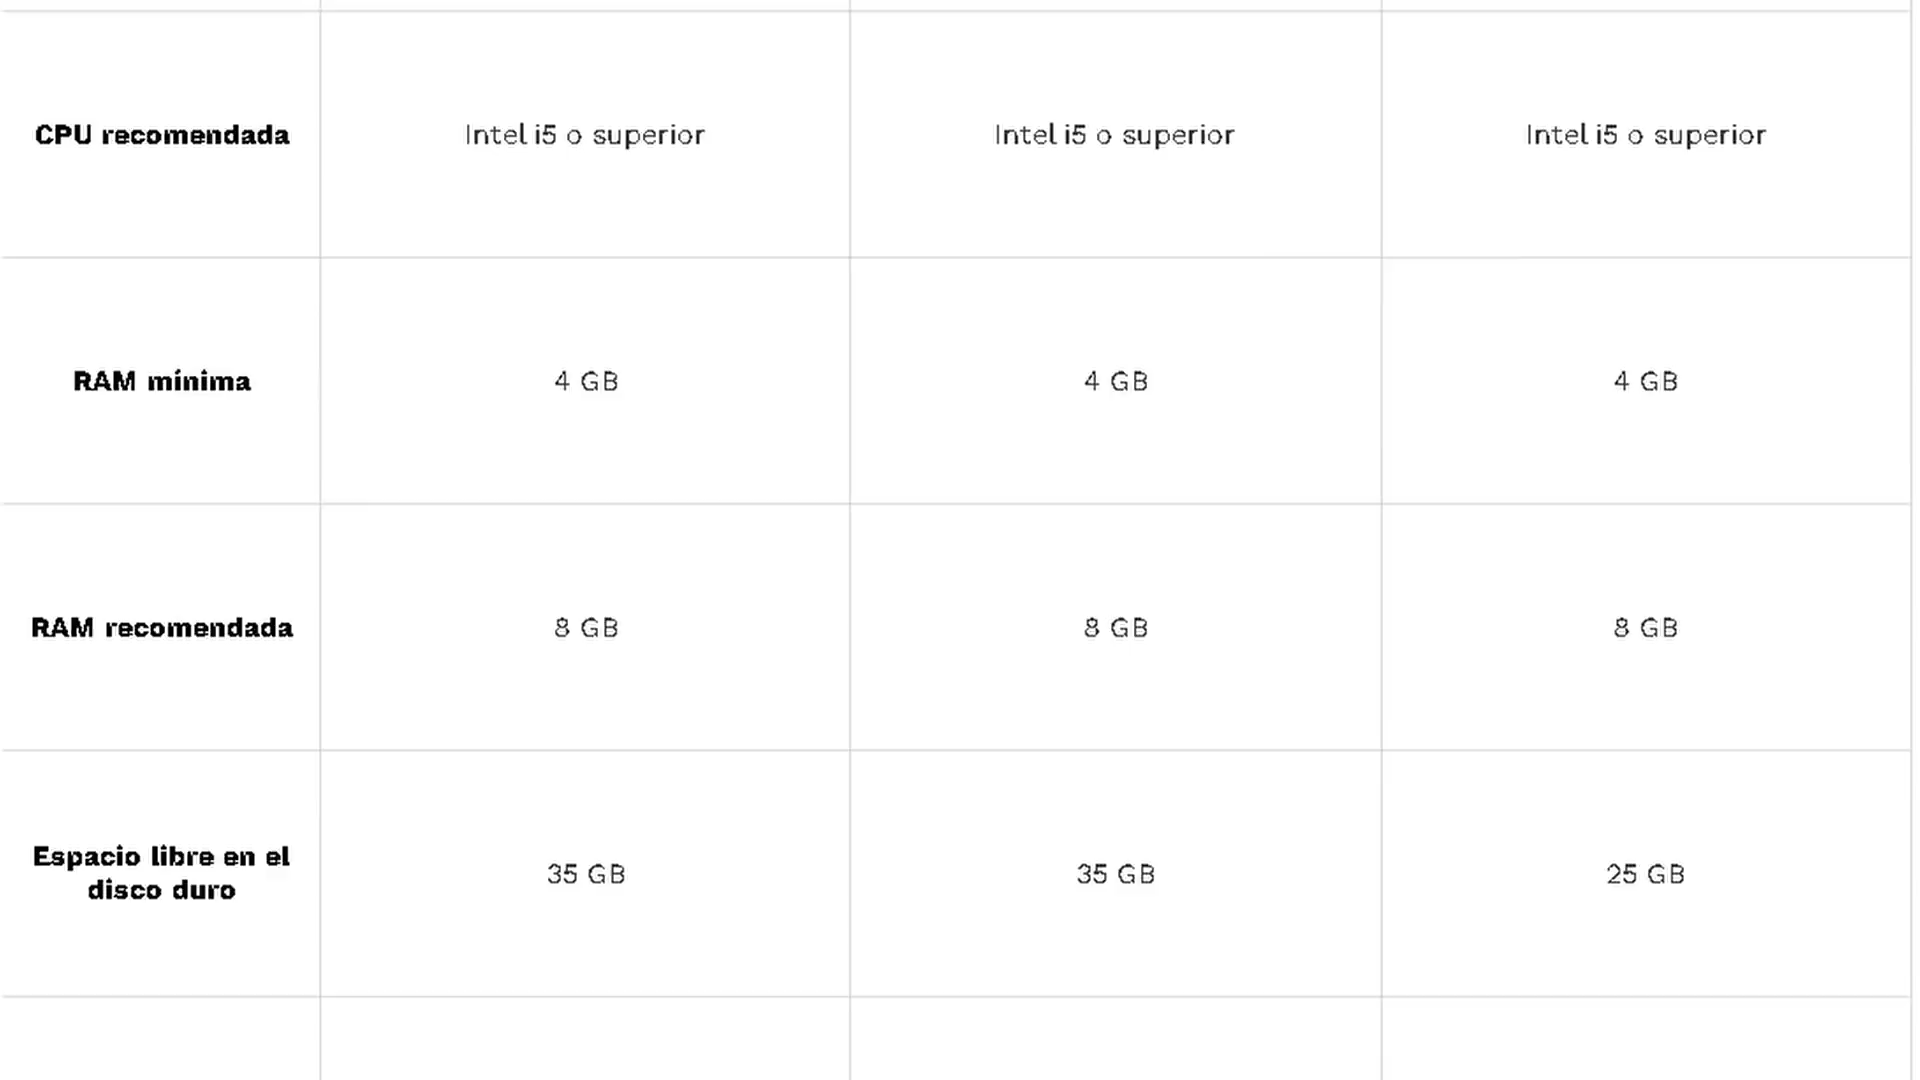 CPU recomendada Intel i5 o superior Intel i5 o superior Intel i5 o superior
RAM mínima 4 GB 4 GB 4 GB
RAM recomendada 8 GB 8 GB 8 GB
Espacio libre en el
disco duro 35 GB 35 GB 25 GB